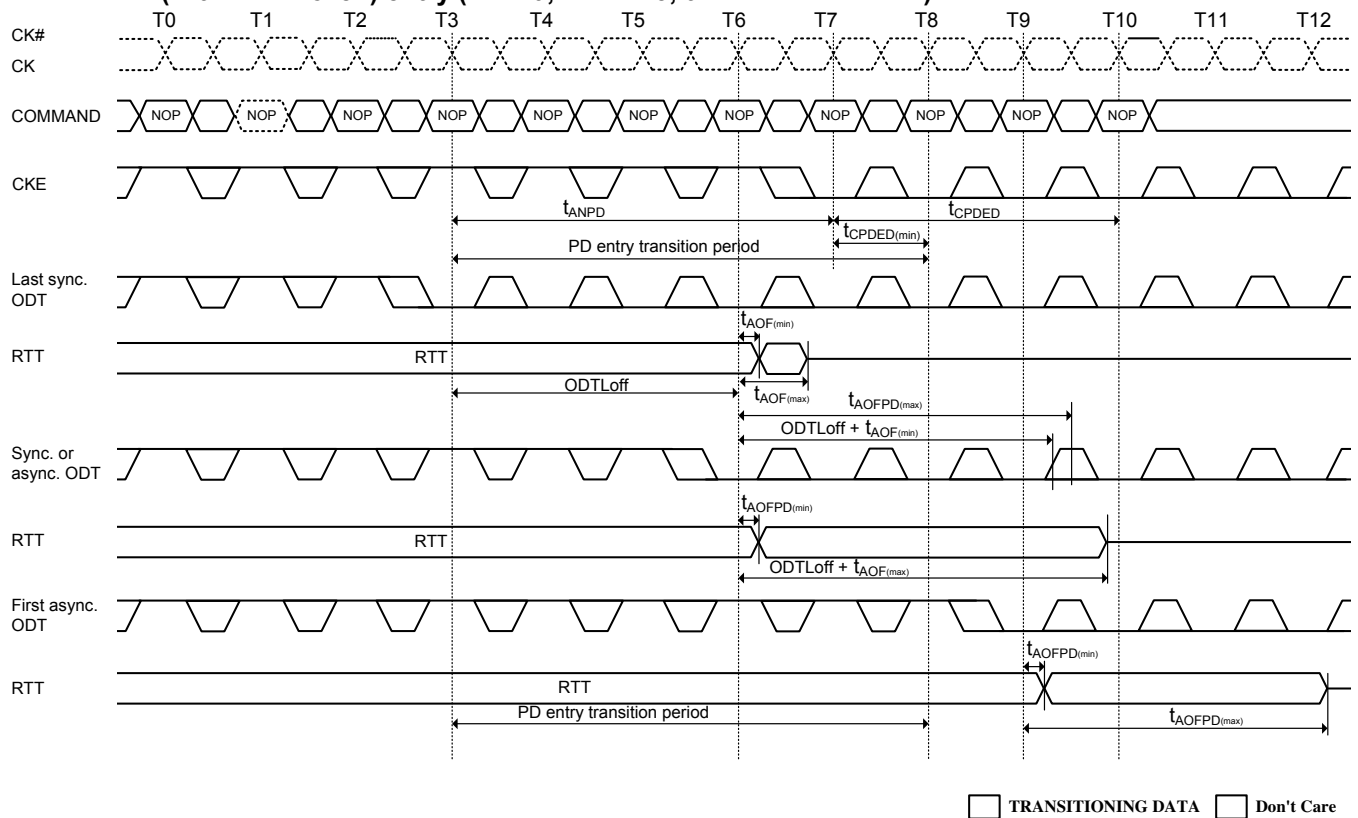 T0 T1 T2 T3 T4 T5 T6 T7 T8 T9 T10 T11 T12
CK#
CK
COMMAND NOP NOP NOP NOP NOP NOP NOP NOP NOP NOP NOP
CKE
tANPD tCPDED
tCPDED(min)
PD entry transition period
Last sync.
ODT
tAOF(min)
RTT RTT
ODTLoff tAOF(max)
tAOFPD(max)
ODTLoff + tAOF(min)
Sync. or
async. ODT
tAOFPD(min)
RTT RTT
ODTLoff + tAOF(max)
First async.
ODT
tAOFPD(min)
RTT RTT
PD entry transition period
tAOFPD(max)
TRANSITIONING DATA Don't Care